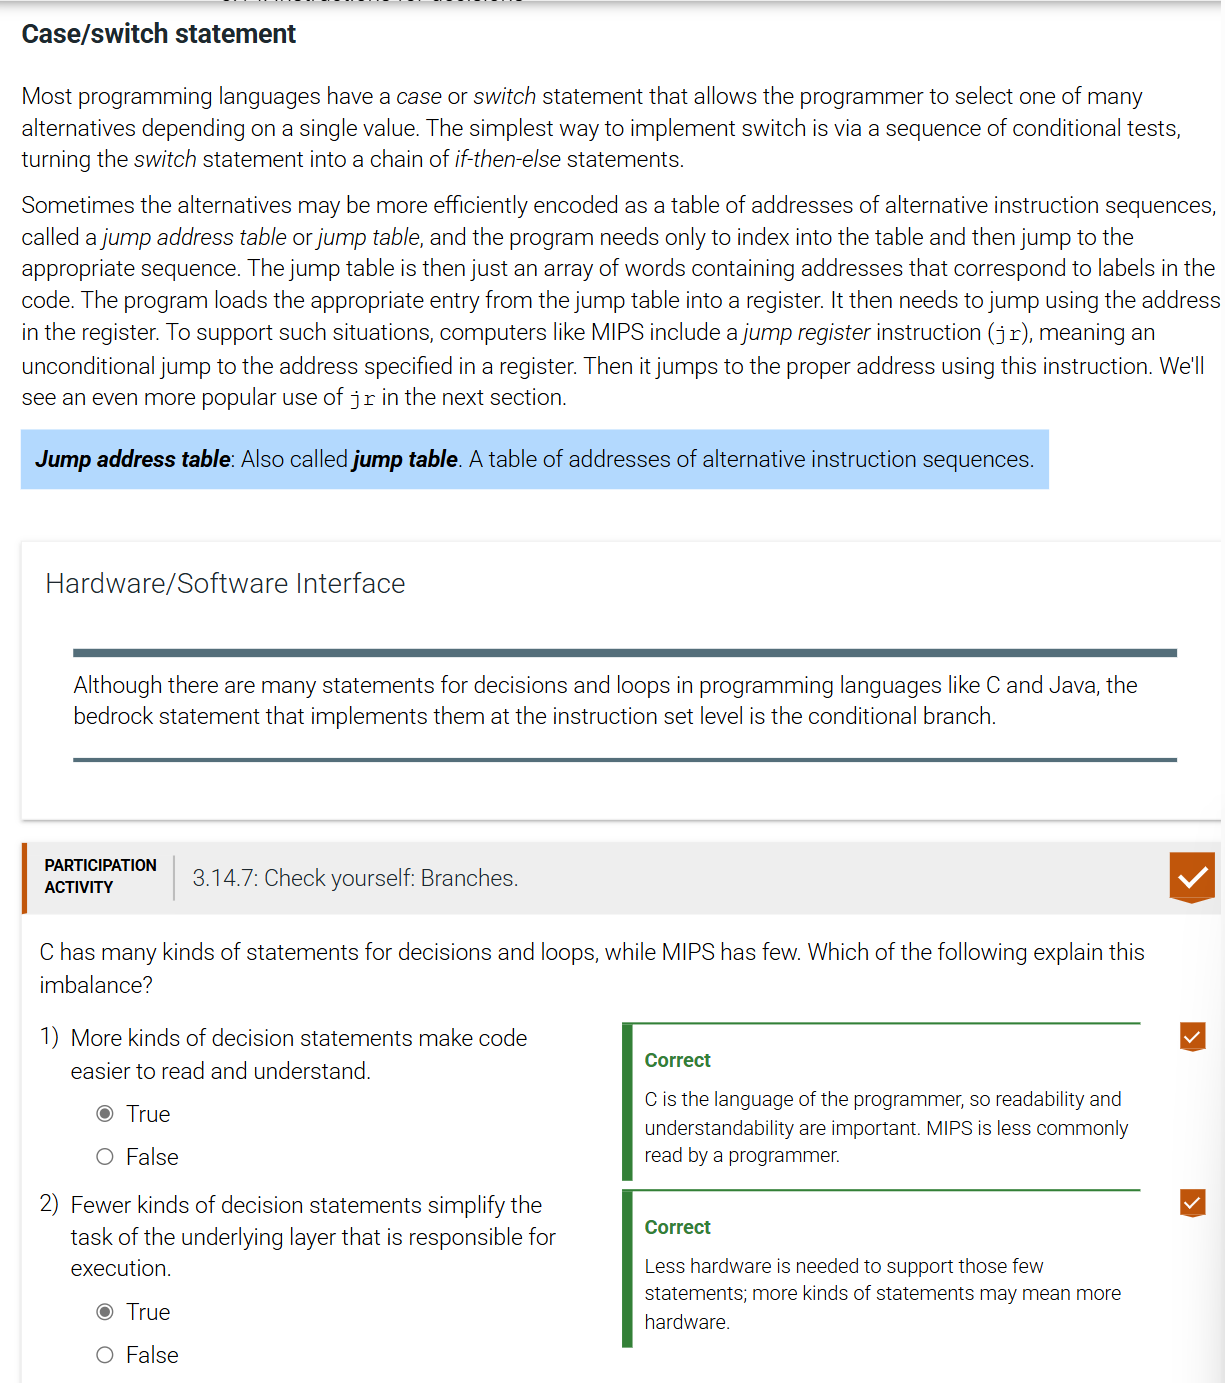 Case/switch statement
Most programming languages have a case or switch statement that allows the programmer to select one of many
alternatives depending on a single value. The simplest way to implement switch is via a sequence of conditional tests,
turning the switch statement into a chain of if-then-else statements.
Sometimes the alternatives may be more efficiently encoded as a table of addresses of alternative instruction sequences,
called a jump address table or jump table, and the program needs only to index into the table and then jump to the
appropriate sequence. The jump table is then just an array of words containing addresses that correspond to labels in the
code. The program loads the appropriate entry from the jump table into a register. It then needs to jump using the address
in the register. To support such situations, computers like MIPS include a jump register instruction (jr), meaning an
unconditional jump to the address specified in a register. Then it jumps to the proper address using this instruction. We'll
see an even more popular use of jr in the next section.
Jump address table: Also called jump table. A table of addresses of alternative instruction sequences.
Hardware/Software Interface
Although there are many statements for decisions and loops in programming languages like C and Java, the
bedrock statement that implements them at the instruction set level is the conditional branch.
PARTICIPATION
ACTIVITY
3.14.7: Check yourself: Branches.
C has many kinds of statements for decisions and loops, while MIPS has few. Which of the following explain this
imbalance?
1) More kinds of decision statements make code
easier to read and understand.
True
False
Correct
C is the language of the programmer, so readability and
understandability are important. MIPS is less commonly
read by a programmer.
2) Fewer kinds of decision statements simplify the
task of the underlying layer that is responsible for
execution.
True
False
Correct
Less hardware is needed to support those few
statements; more kinds of statements may mean more
hardware.